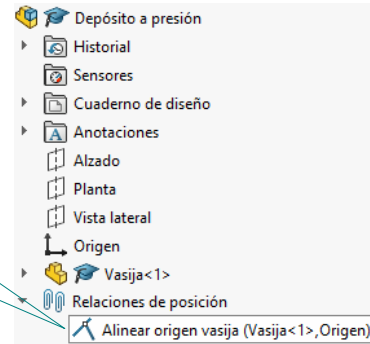 Depósito a presión
Historial
Sensores
Cuaderno de diseño
Anotaciones
Alzado
Planta
Vista lateral
Origen
Vasija<1>
Relaciones de posición
Alinear origen vasija (Vasija<1>,Origen)